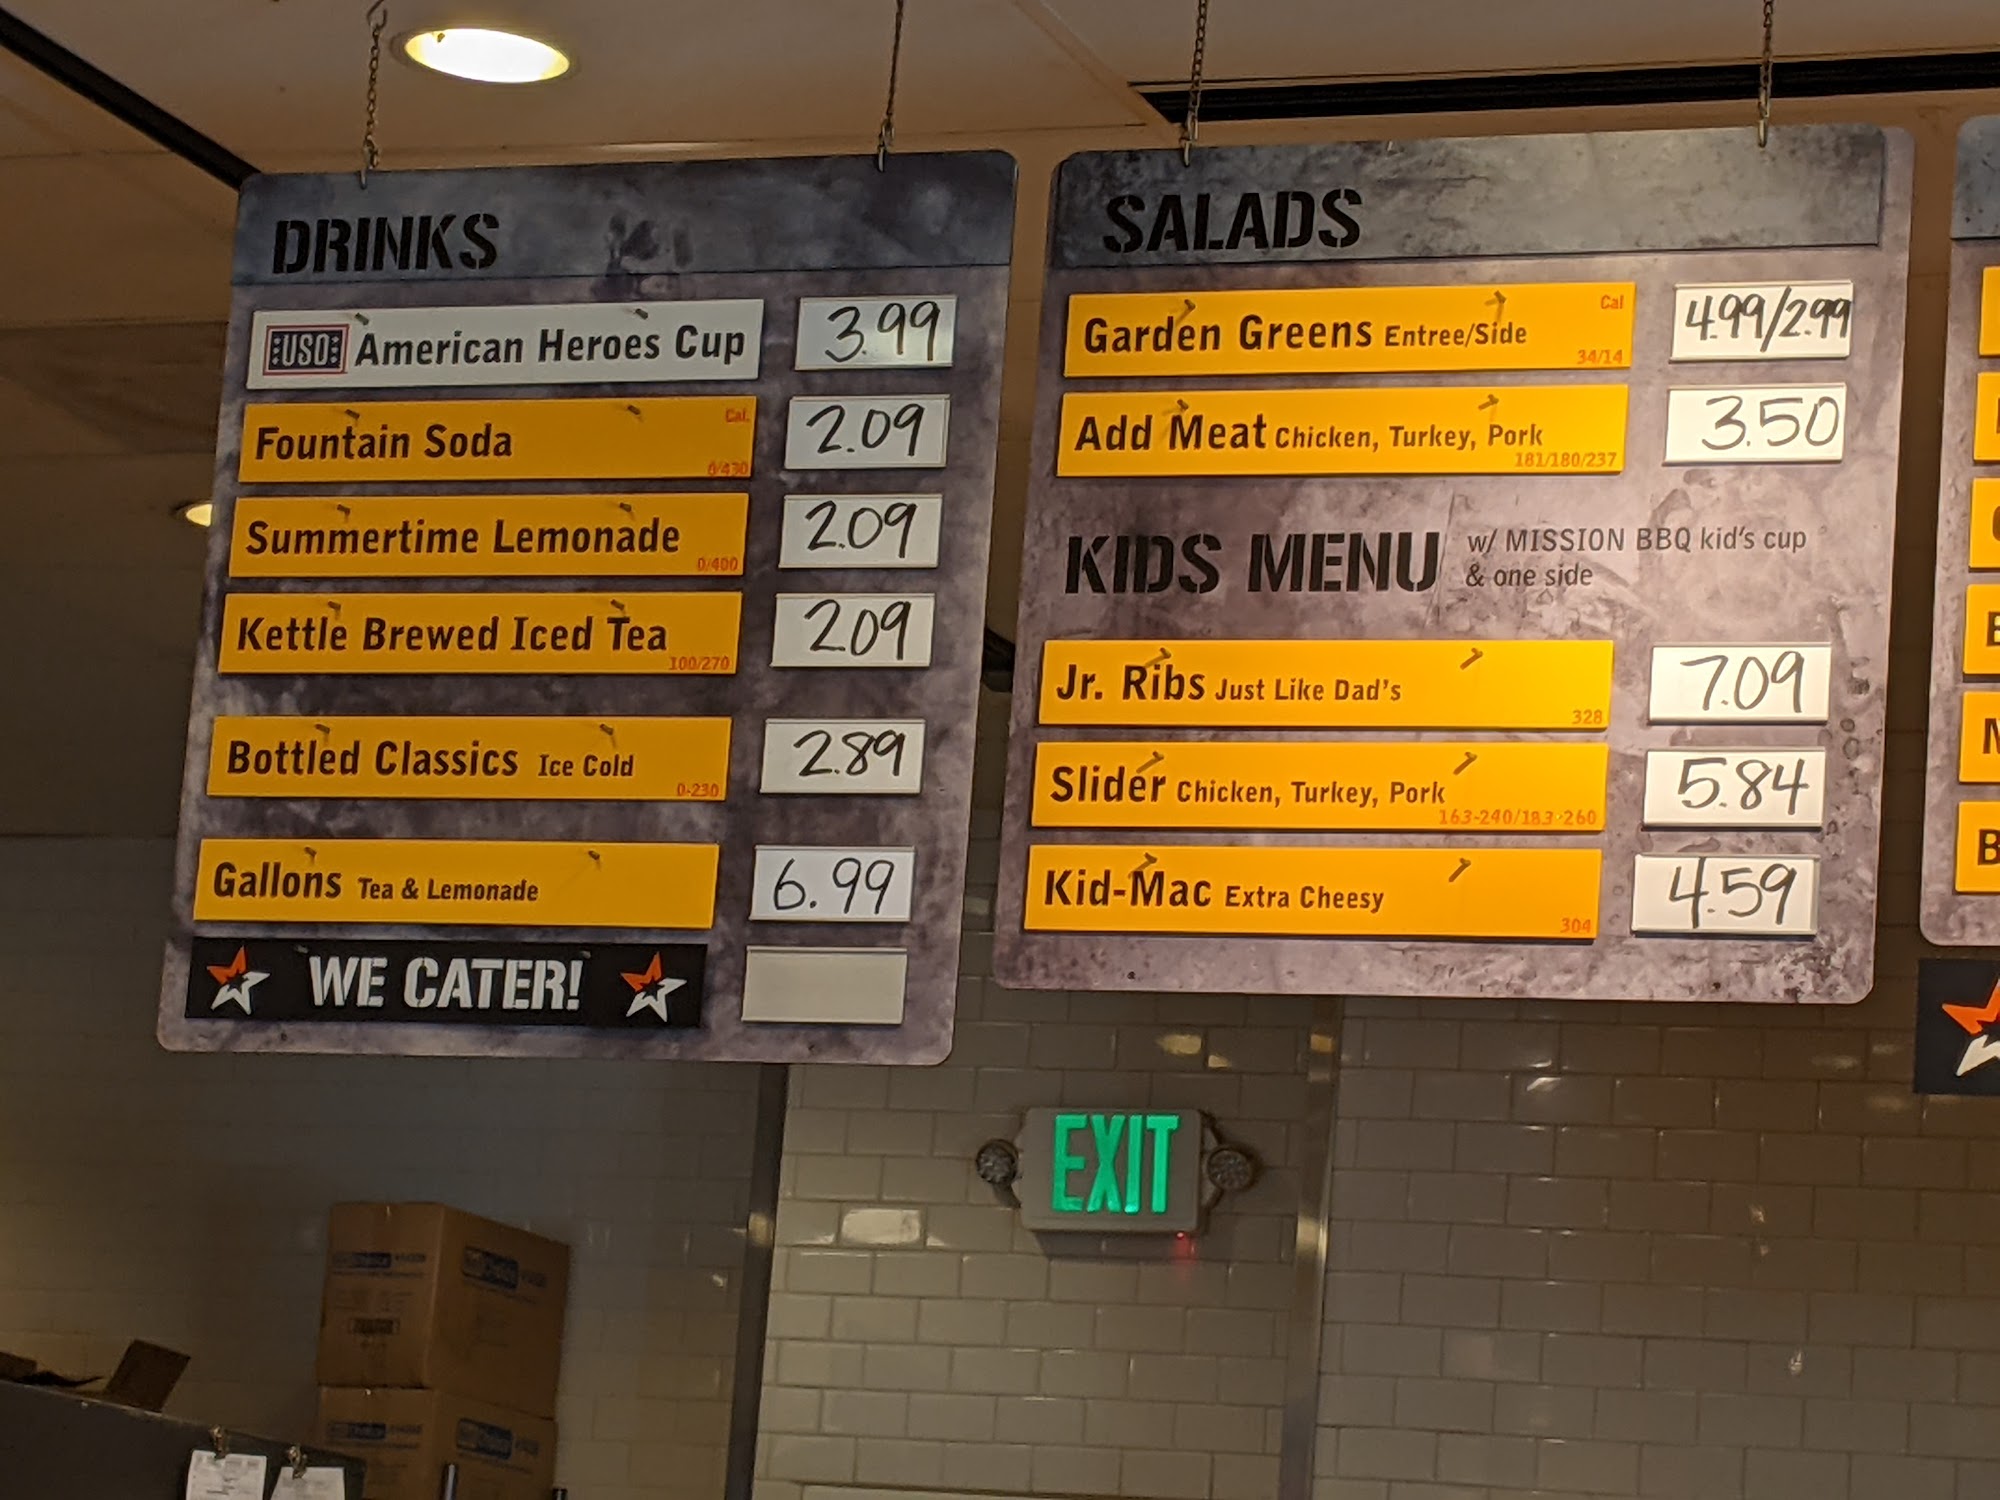 DRINKS
USO American Heroes Cup 3.99
Cal.
Fountain Soda 2.09
0/430
Summertime Lemonade 2.09
0/400
Kettle Brewed Iced Tea 2.09
100/270
Bottled Classics Ice Cold 2.89
0-230
Gallons Tea & Lemonade 6.99
WE CATER!
SALADS
Cal
Garden Greens Entree/Side 4.99/2.99
34/14
Add Meat Chicken, Turkey, Pork 3.50
181/180/237
KIDS MENU w/ MISSION BBQ kid's cup
& one side
Jr. Ribs Just Like Dad's 7.09
328
Slider Chicken, Turkey, Pork 5.84
163-240/183-260
Kid-Mac Extra Cheesy 4.59
304
EXIT